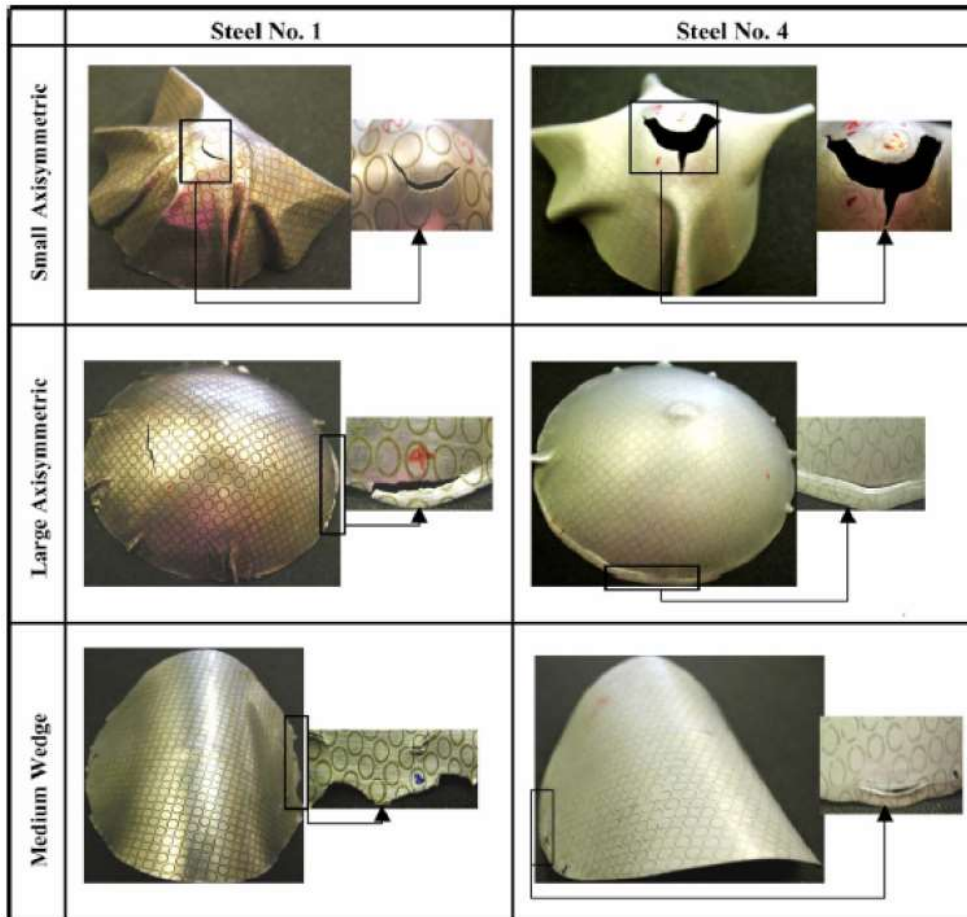 Steel No. 1
Steel No. 4
Small Axisymmetric
Large Axisymmetric
Medium Wedge